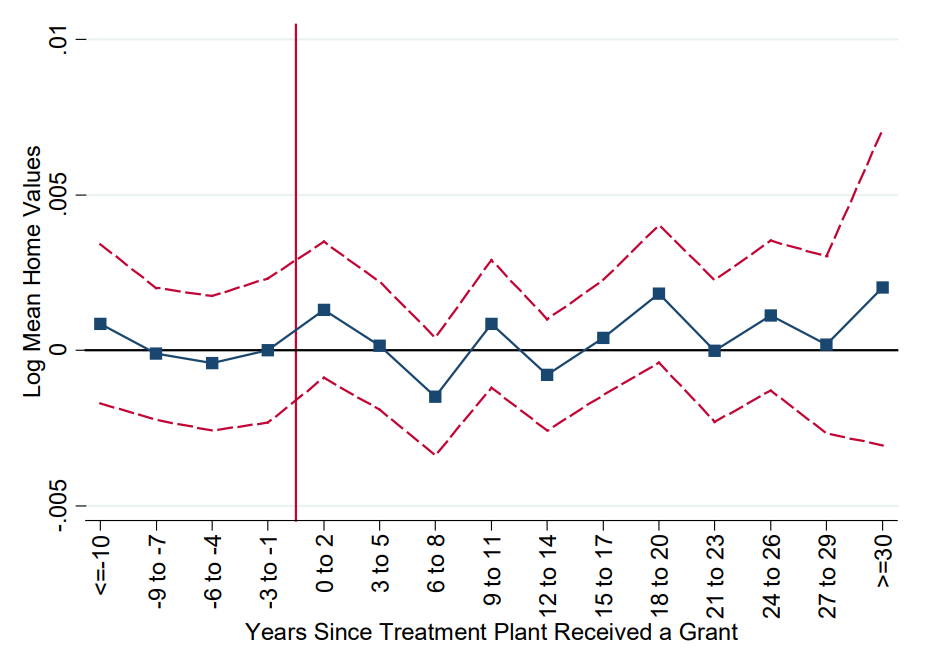 Log Mean Home Values
.01
.005
0
-.005
<=-10
-9 to -7
-6 to -4
-3 to -1
0 to 2
3 to 5
6 to 8
9 to 11
12 to 14
15 to 17
18 to 20
21 to 23
24 to 26
27 to 29
>=30
Years Since Treatment Plant Received a Grant